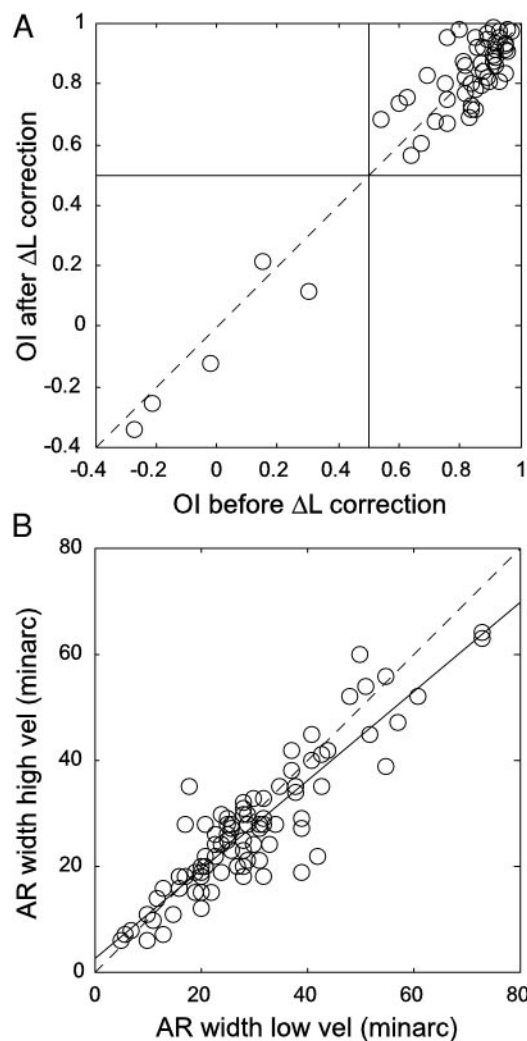 A
OI after ΔL correction
1
0.8
0.6
0.4
0.2
0
-0.2
-0.4
-0.4 -0.2 0 0.2 0.4 0.6 0.8 1
OI before ΔL correction
B
AR width high vel (minarc)
80
60
40
20
0
0 20 40 60 80
AR width low vel (minarc)